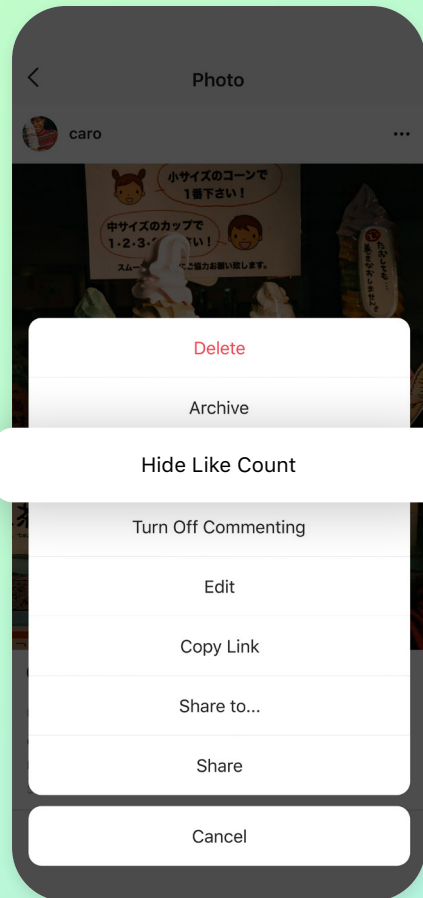 Photo
caro
小サイズのコーンで
1番下さい!
中サイズのカップで
Delete
Archive
Hide Like Count
Turn Off Commenting
Edit
Copy Link
Share to...
Share
Cancel